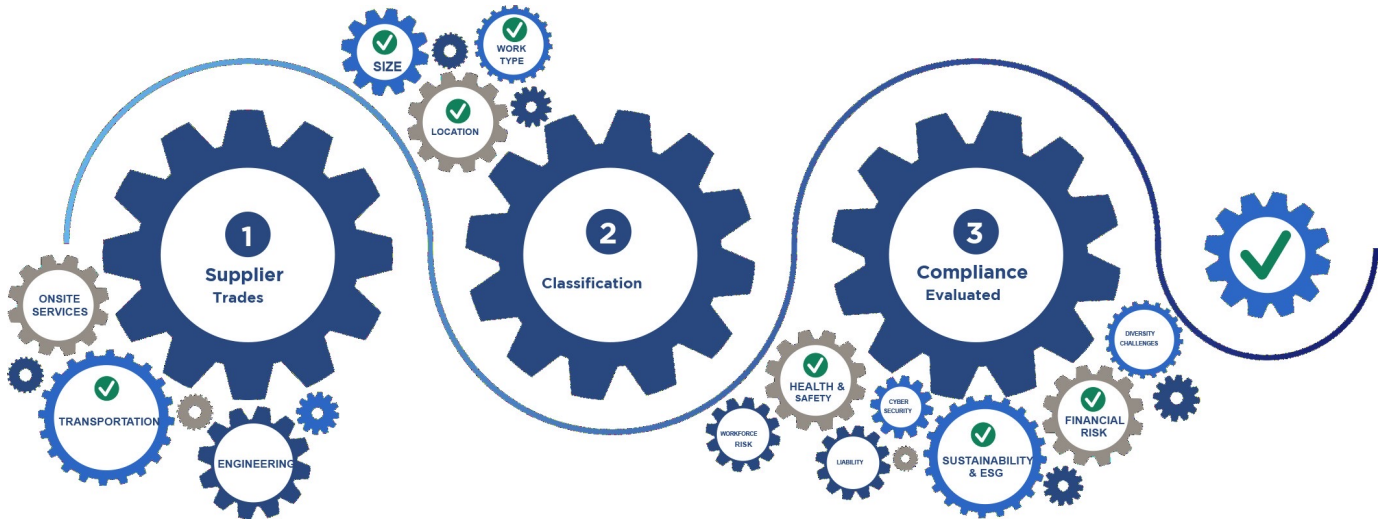 1
Supplier
Trades
ONSITE
SERVICES
TRANSPORTATION
ENGINEERING
SIZE
WORK
TYPE
LOCATION
2
Classification
3
Compliance
Evaluated
HEALTH &
SAFETY
WORKFORCE
RISK
LIABILITY
CYBER
SECURITY
SUSTAINABILITY
& ESG
FINANCIAL
RISK
DIVERSITY
CHALLENGES